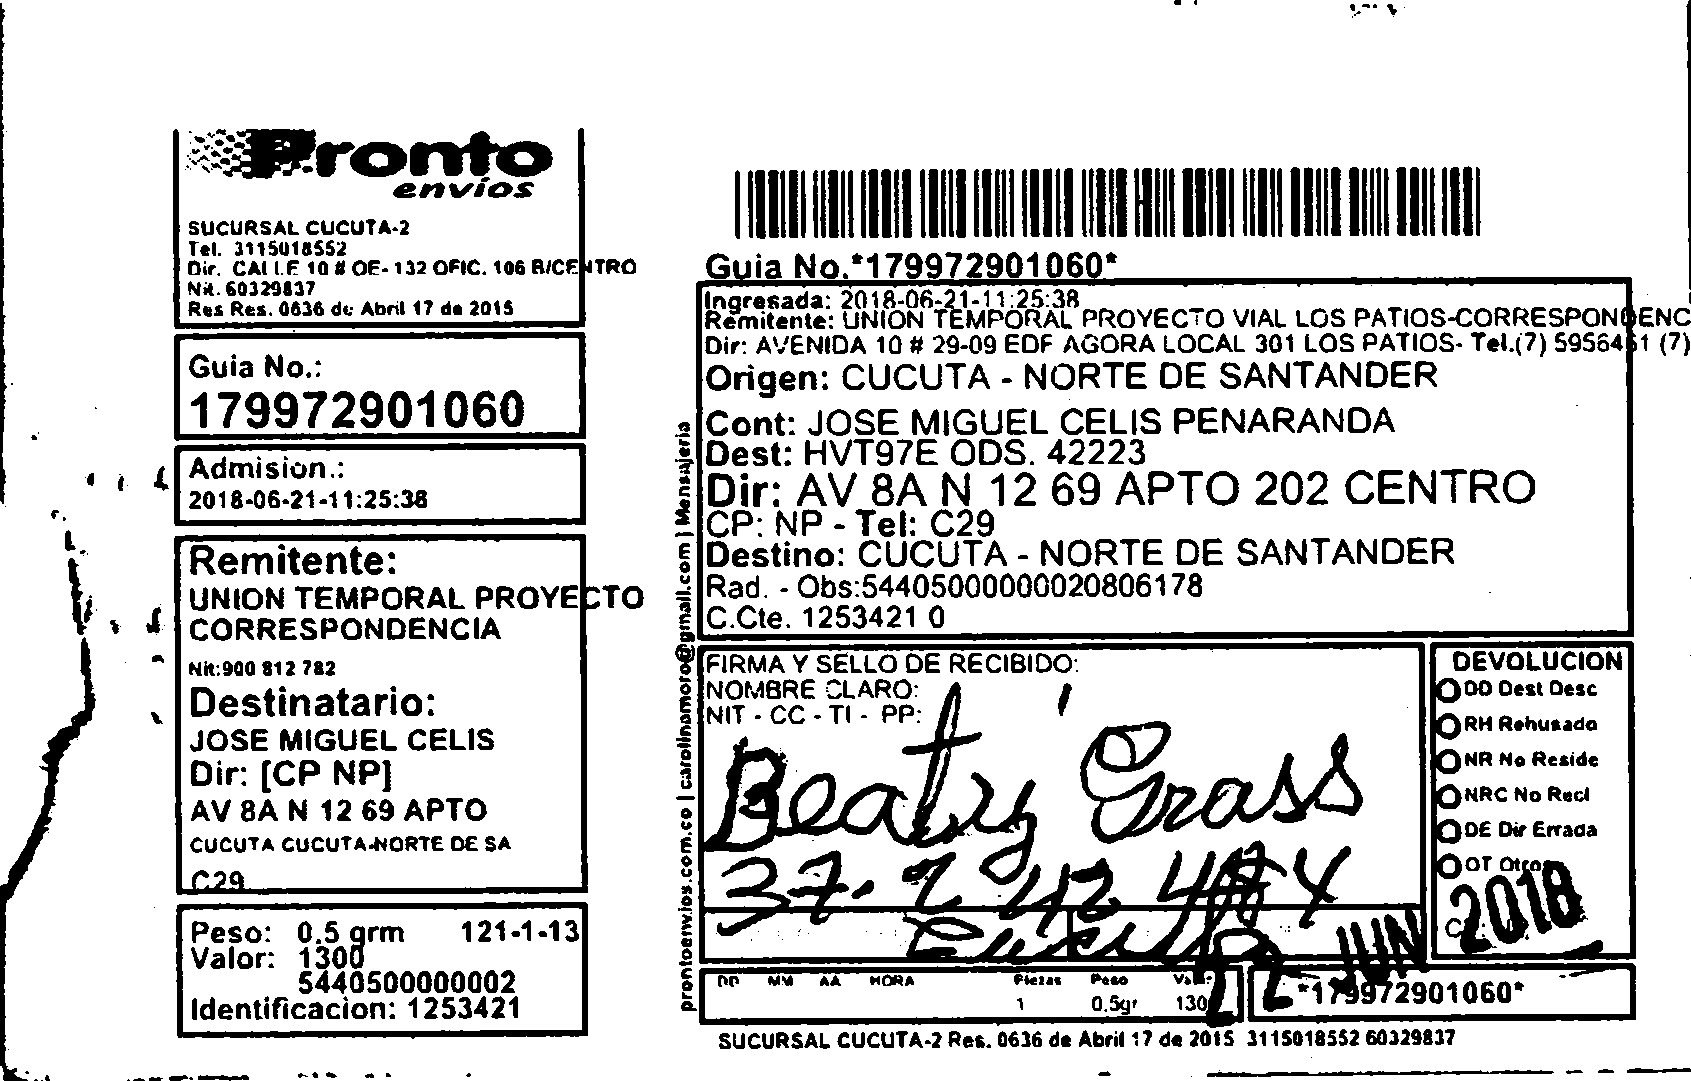 Pronto
envíos
SUCURSAL CUCUTA-2
Tel. 3115018552
Dir. CALLE 10 # OE-132 OFIC. 106 B/CENTRO
Nit. 60329837
Res Res. 0636 de Abril 17 de 2015
Guia No.:
179972901060
Admision.:
2018-06-21-11:25:38
Remitente:
UNION TEMPORAL PROYECTO
CORRESPONDENCIA
Nit:900 812 782
Destinatario:
JOSE MIGUEL CELIS
Dir: [CP NP]
AV 8A N 12 69 APTO
CUCUTA CUCUTA-NORTE DE SA
C29
Peso: 0.5 grm 121-1-13
Valor: 1300
5440500000002
Identificacion: 1253421
prontoenvios.com.co | carolinamoros@gmail.com | Mensajeria
Guia No.*179972901060*
Ingresada: 2018-06-21-11:25:38
Remitente: UNION TEMPORAL PROYECTO VIAL LOS PATIOS-CORRESPONDENC
Dir: AVENIDA 10 # 29-09 EDF AGORA LOCAL 301 LOS PATIOS- Tel.(7) 5956461 (7)
Origen: CUCUTA - NORTE DE SANTANDER
Cont: JOSE MIGUEL CELIS PENARANDA
Dest: HVT97E ODS. 42223
Dir: AV 8A N 12 69 APTO 202 CENTRO
CP: NP - Tel: C29
Destino: CUCUTA - NORTE DE SANTANDER
Rad. - Obs:54405000000020806178
C.Cte. 1253421 0
FIRMA Y SELLO DE RECIBIDO:
NOMBRE CLARO:
NIT - CC - TI - PP:
Beatriz Grass
Cucuta
DEVOLUCION
DD Dest Desc
RH Rehusado
NR No Reside
NRC No Recl
DE Dir Errada
OT Otros
22 JUN 2018
DD MM AA HORA Piezas Peso
1 0,5gr 130
*179972901060*
SUCURSAL CUCUTA-2 Res. 0636 de Abril 17 de 2015 3115018552 60329837